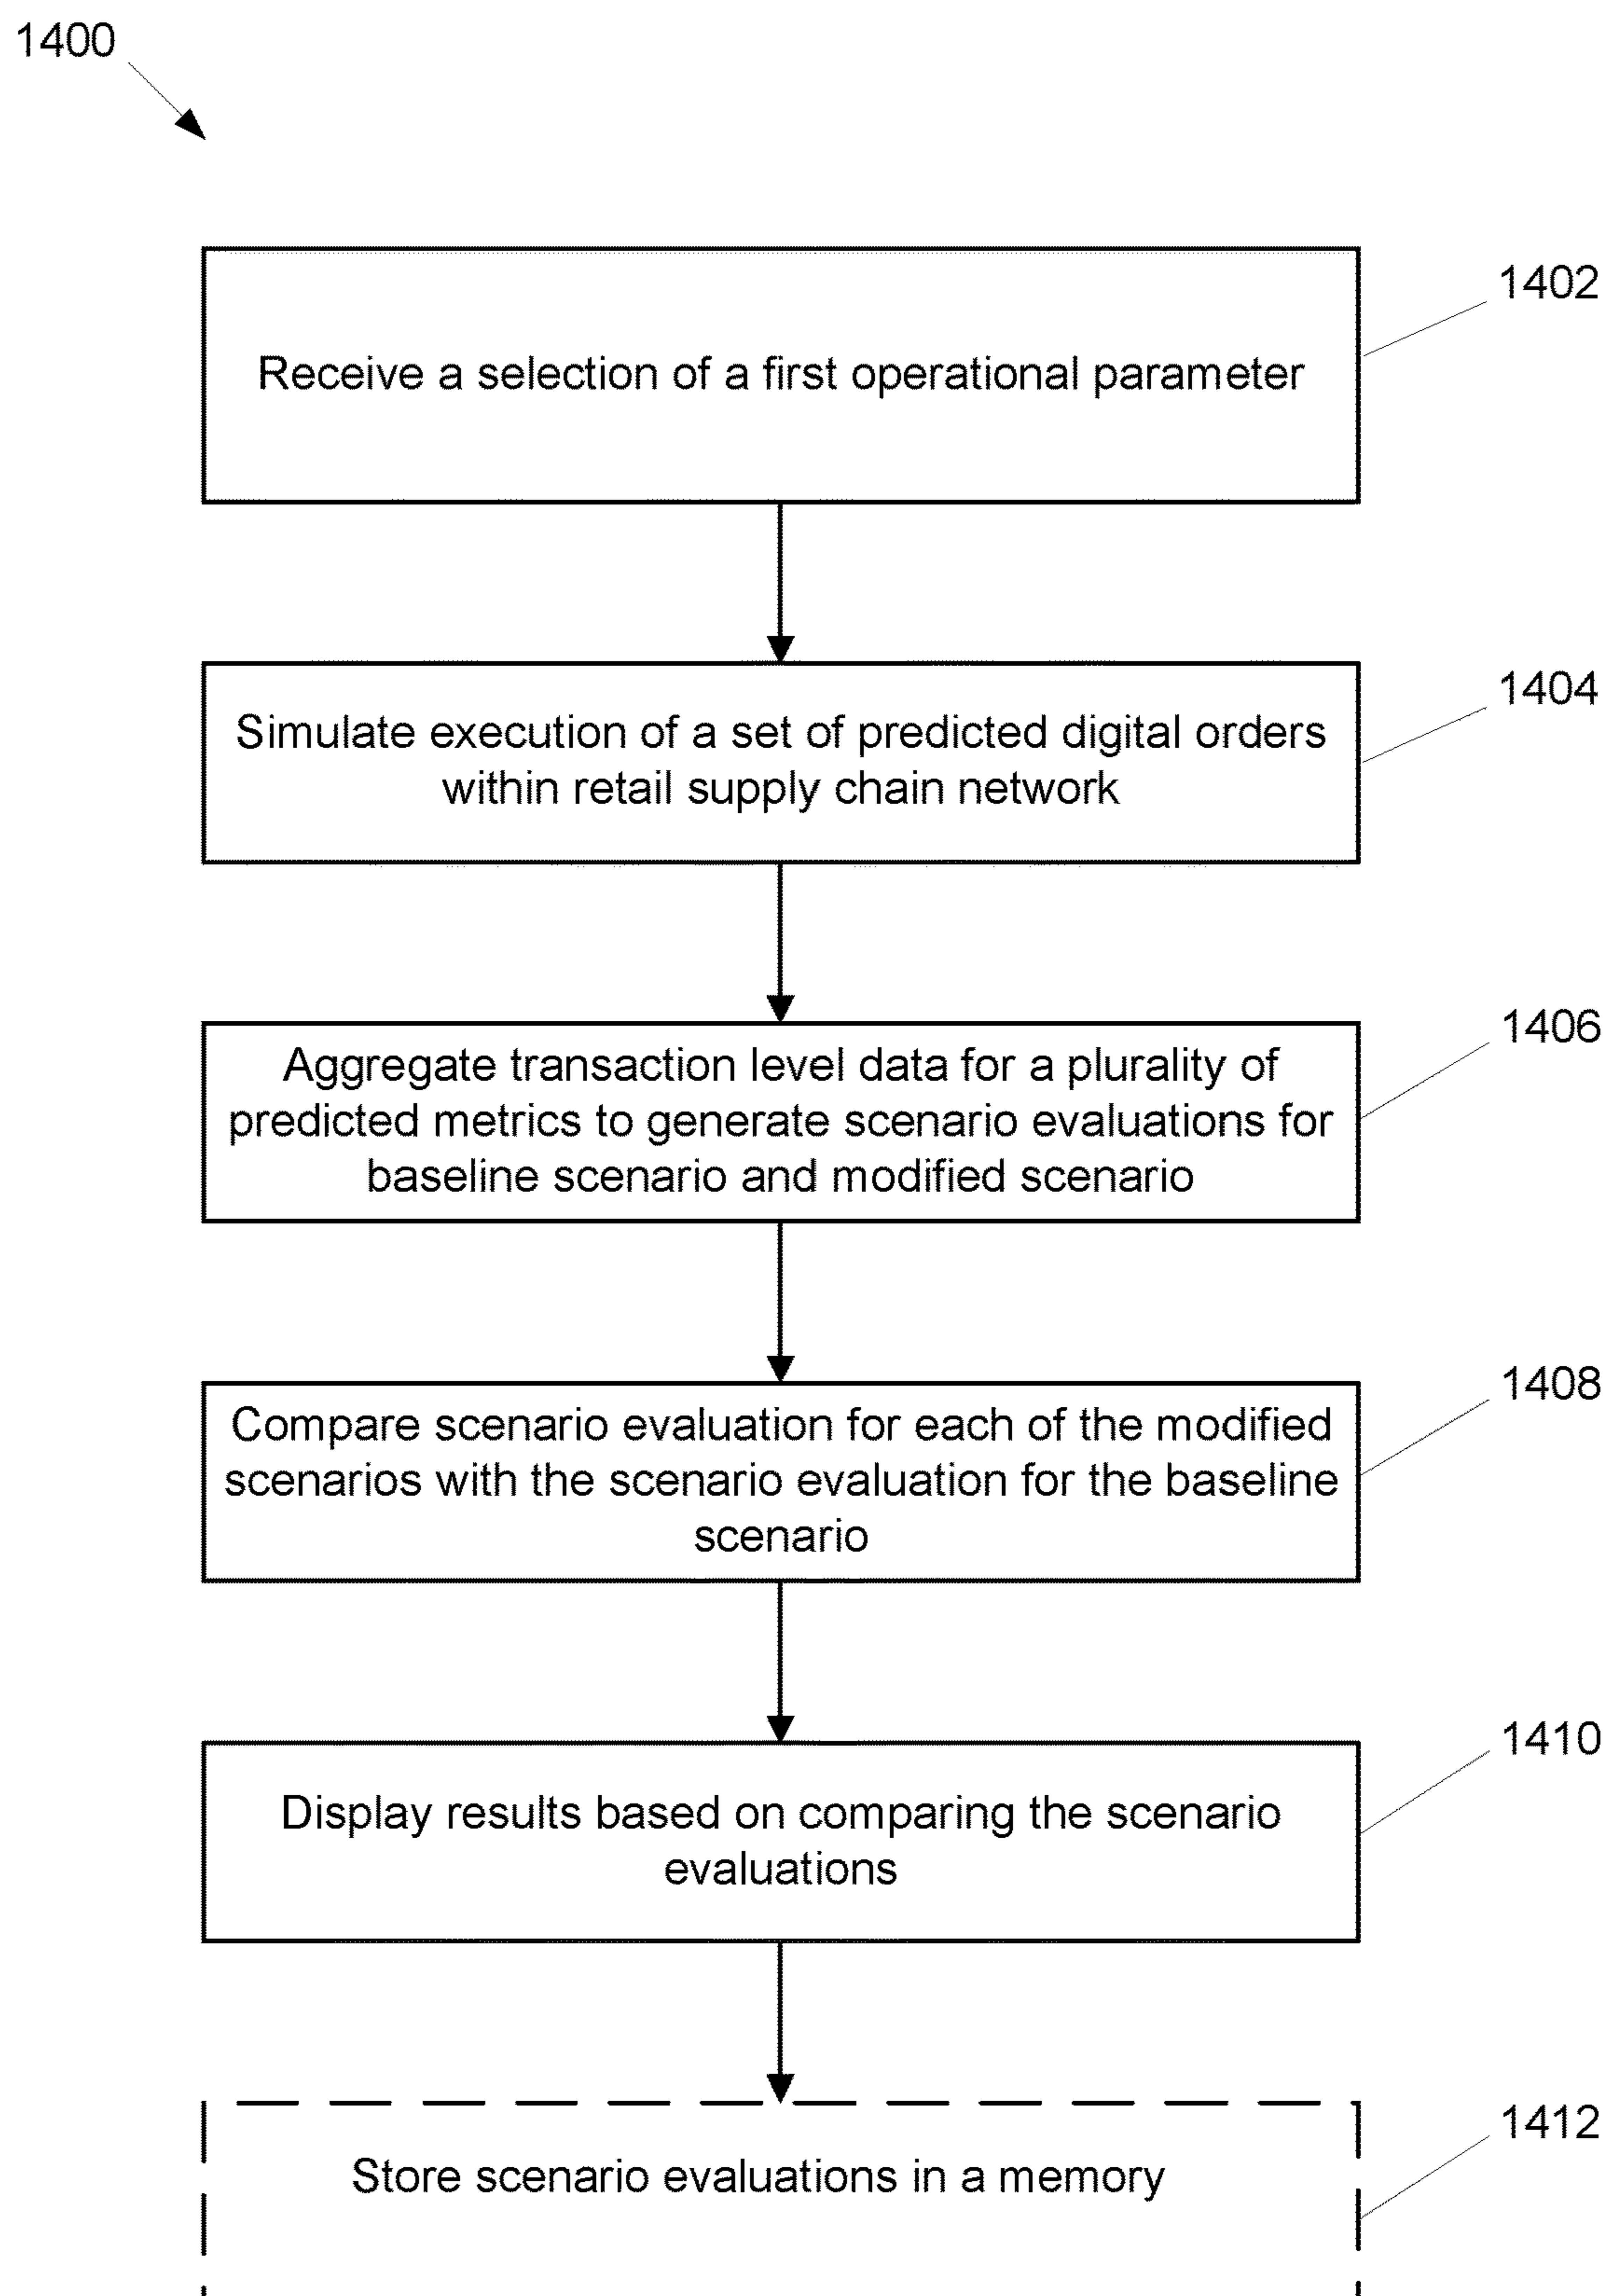 1400
1402
Receive a selection of a first operational parameter
1404
Simulate execution of a set of predicted digital orders
within retail supply chain network
1406
Aggregate transaction level data for a plurality of
predicted metrics to generate scenario evaluations for
baseline scenario and modified scenario
1408
Compare scenario evaluation for each of the modified
scenarios with the scenario evaluation for the baseline
scenario
1410
Display results based on comparing the scenario
evaluations
1412
Store scenario evaluations in a memory